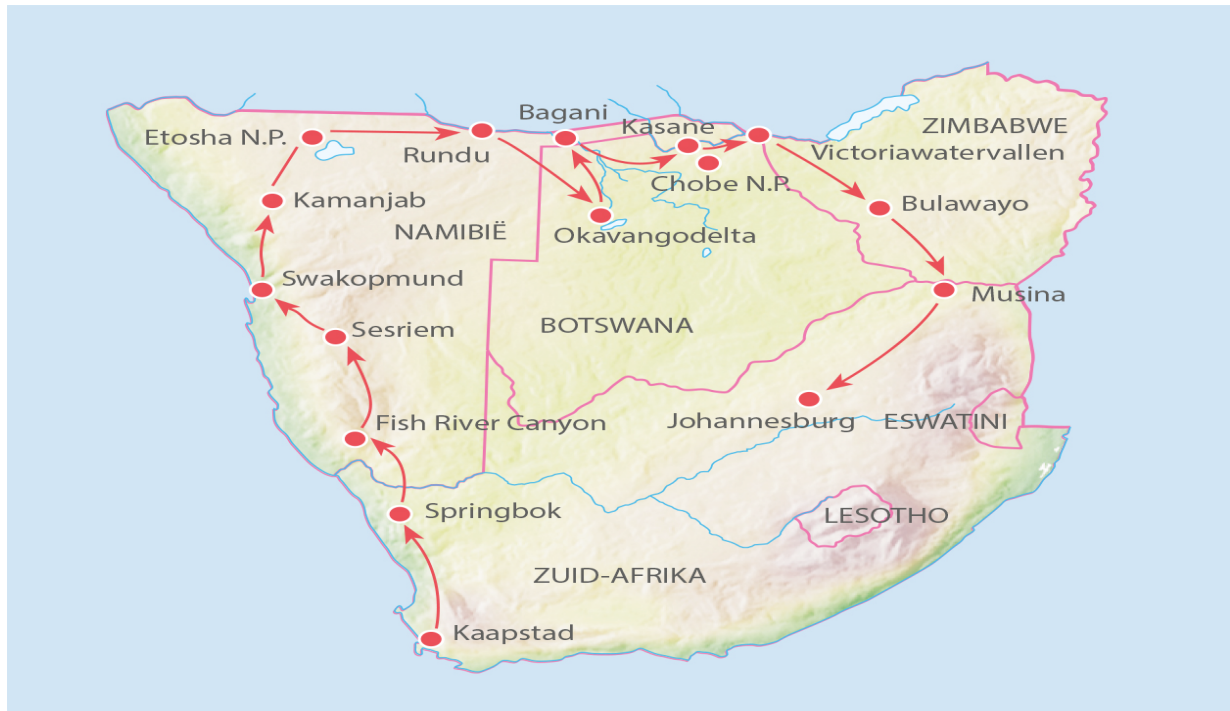 Bagani
Kasane
ZIMBABWE
Etosha N.P.
Rundu
Victoriawatervallen
Chobe N.P.
Kamanjab
Bulawayo
NAMIBIË
Okavangodelta
Swakopmund
Musina
Sesriem
BOTSWANA
Fish River Canyon
Johannesburg
ESWATINI
Springbok
LESOTHO
ZUID-AFRIKA
Kaapstad